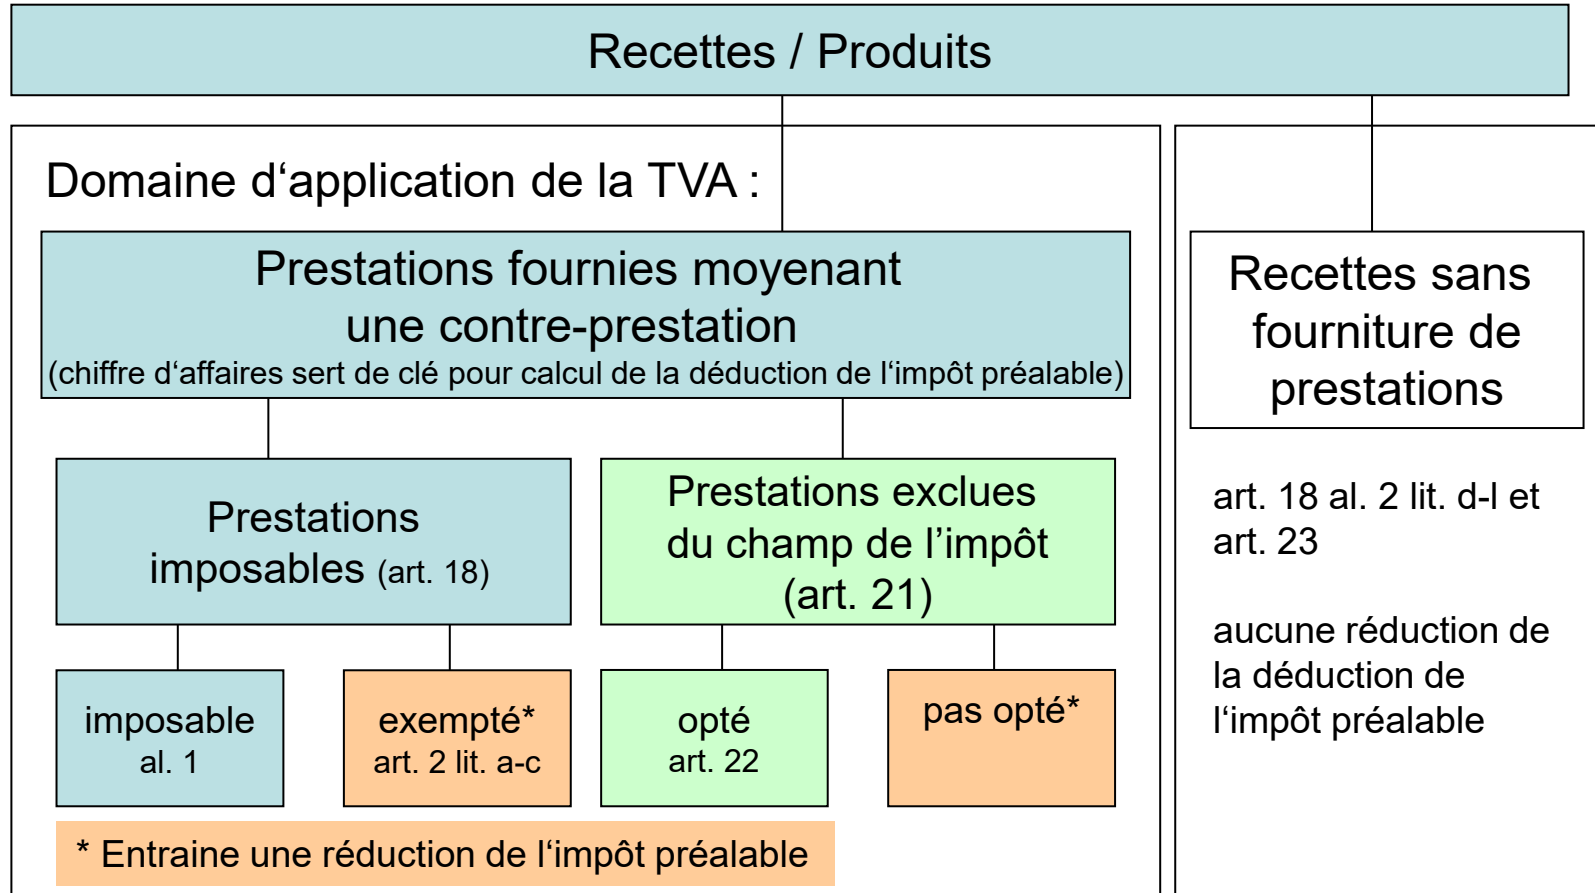 Recettes / Produits
Domaine d‘application de la TVA :
Prestations fournies moyenant
une contre-prestation
(chiffre d‘affaires sert de clé pour calcul de la déduction de l‘impôt préalable)
Prestations
imposables (art. 18)
Prestations exclues
du champ de l’impôt
(art. 21)
imposable
al. 1
exempté*
art. 2 lit. a-c
opté
art. 22
pas opté*
* Entraine une réduction de l‘impôt préalable
Recettes sans
fourniture de
prestations
art. 18 al. 2 lit. d-l et
art. 23
aucune réduction de
la déduction de
l‘impôt préalable